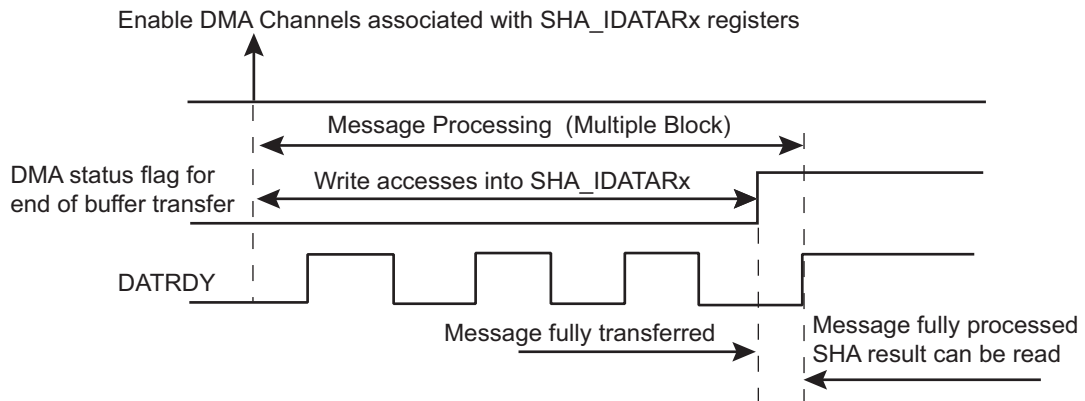 Enable DMA Channels associated with SHA_IDATARx registers
Message Processing (Multiple Block)
DMA status flag for
end of buffer transfer
Write accesses into SHA_IDATARx
DATRDY
Message fully transferred
Message fully processed
SHA result can be read